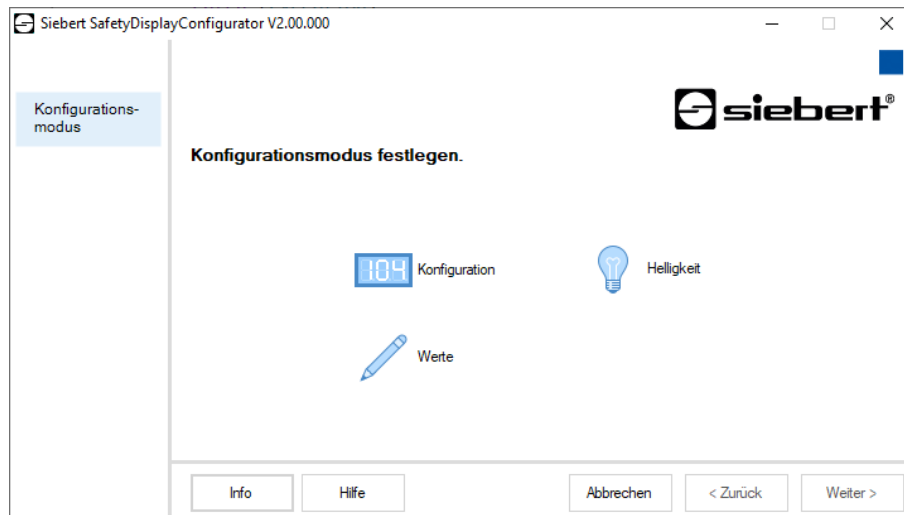 Siebert SafetyDisplayConfigurator V2.00.000
siebert®
Konfigurations-
modus
Konfigurationsmodus festlegen.
104 Konfiguration
Helligkeit
Werte
Info
Hilfe
Abbrechen
< Zurück
Weiter >